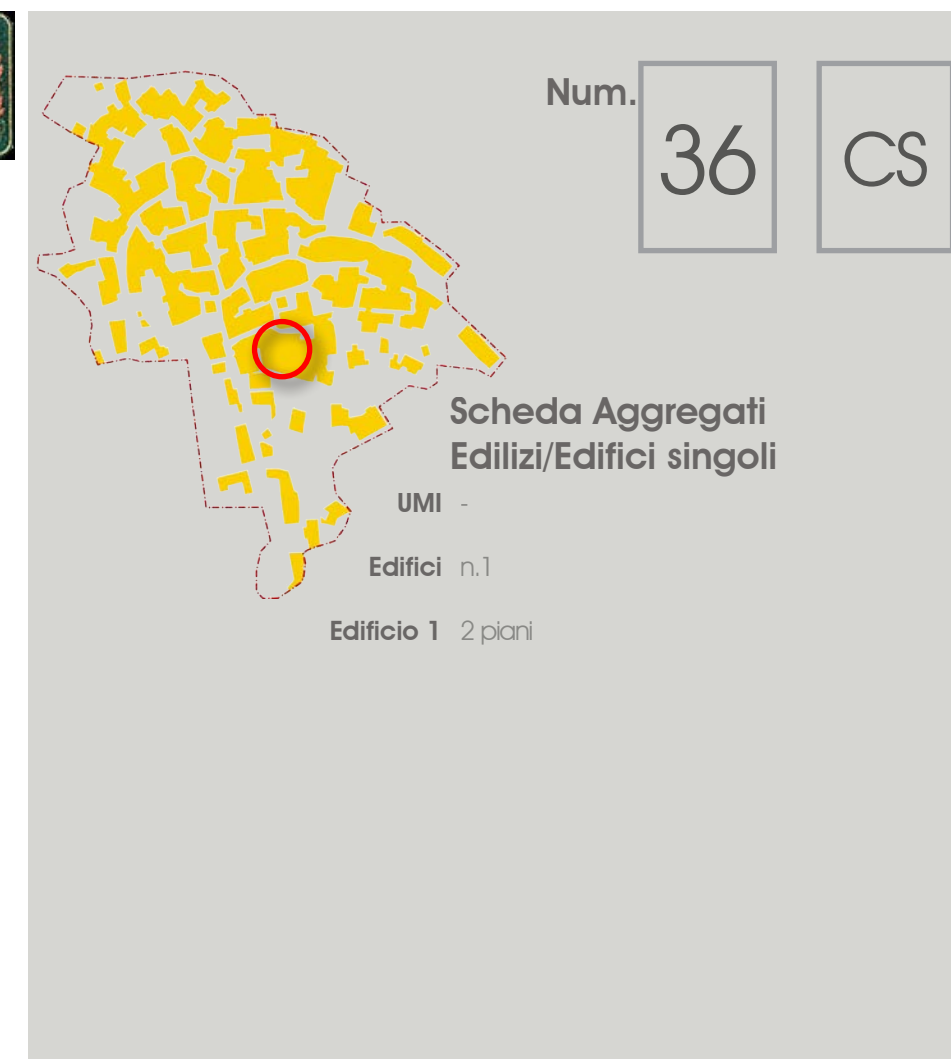 Num. 36 CS
Scheda Aggregati
Edilizi/Edifici singoli
UMI -
Edifici n.1
Edificio 1 2 piani